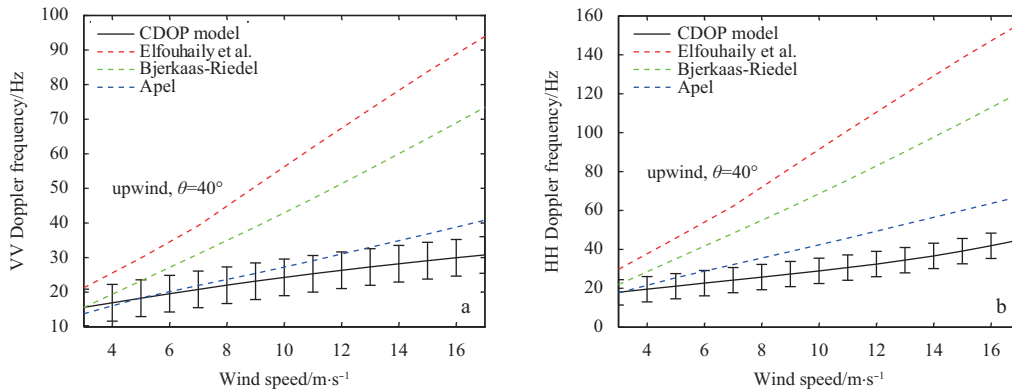 100
90
80
70
60
50
40
30
20
10
VV Doppler frequency/Hz
CDOP model
Elfouhaily et al.
Bjerkaas-Riedel
Apel
upwind, θ=40°
a
4 6 8 10 12 14 16
Wind speed/m·s⁻¹
160
140
120
100
80
60
40
20
0
HH Doppler frequency/Hz
CDOP model
Elfouhaily et al.
Bjerkaas-Riedel
Apel
upwind, θ=40°
b
4 6 8 10 12 14 16
Wind speed/m·s⁻¹